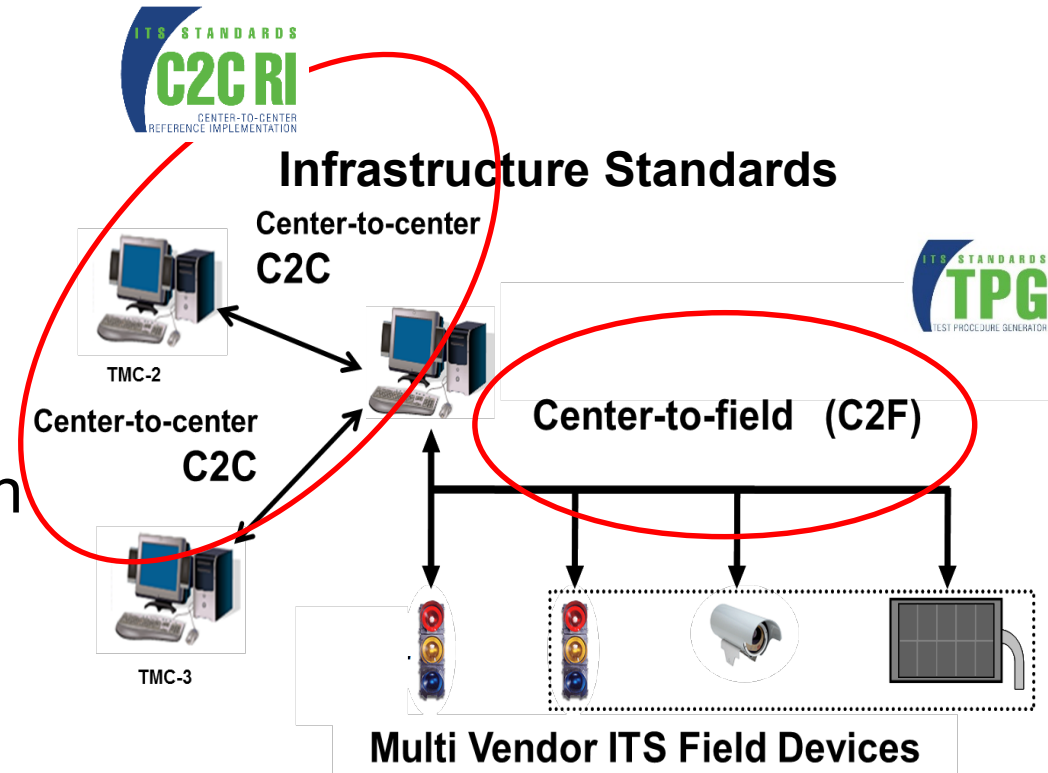 ITS STANDARDS
C2C RI
CENTER-TO-CENTER
REFERENCE IMPLEMENTATION
Infrastructure Standards
Center-to-center
C2C
ITS STANDARDS
TPG
TEST PROCEDURE GENERATOR
TMC-2
Center-to-field (C2F)
Center-to-center
C2C
n
TMC-3
Multi Vendor ITS Field Devices